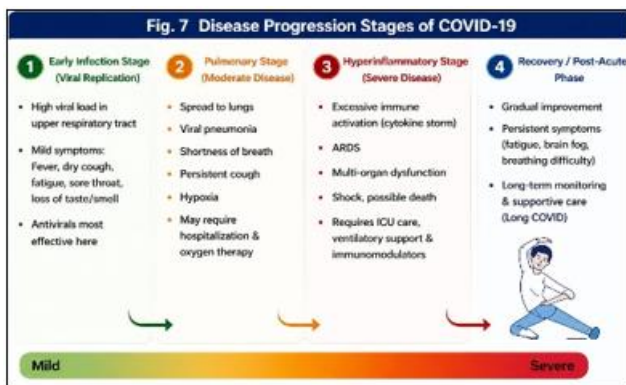 Fig. 7 Disease Progression Stages of COVID-19
1 Early Infection Stage
(Viral Replication)
• High viral load in
upper respiratory tract
• Mild symptoms:
Fever, dry cough,
fatigue, sore throat,
loss of taste/smell
• Antivirals most
effective here
2 Pulmonary Stage
(Moderate Disease)
• Spread to lungs
• Viral pneumonia
• Shortness of breath
• Persistent cough
• Hypoxia
• May require
hospitalization &
oxygen therapy
3 Hyperinflammatory Stage
(Severe Disease)
• Excessive immune
activation (cytokine storm)
• ARDS
• Multi-organ dysfunction
• Shock, possible death
• Requires ICU care,
ventilatory support &
immunomodulators
4 Recovery / Post-Acute
Phase
• Gradual improvement
• Persistent symptoms
(fatigue, brain fog,
breathing difficulty)
• Long-term monitoring
& supportive care
(Long COVID)
Mild
Severe